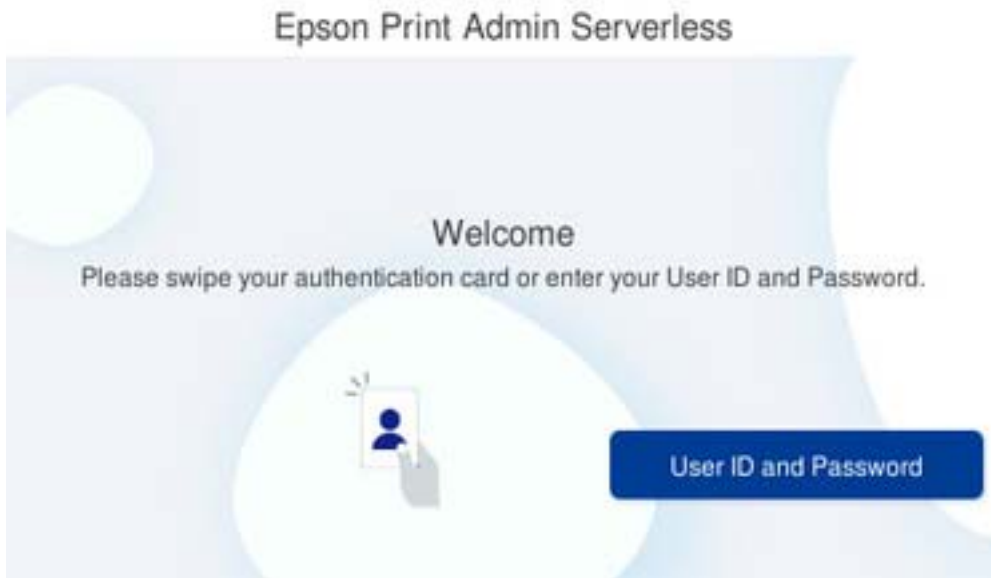 Epson Print Admin Serverless
Welcome
Please swipe your authentication card or enter your User ID and Password.
User ID and Password